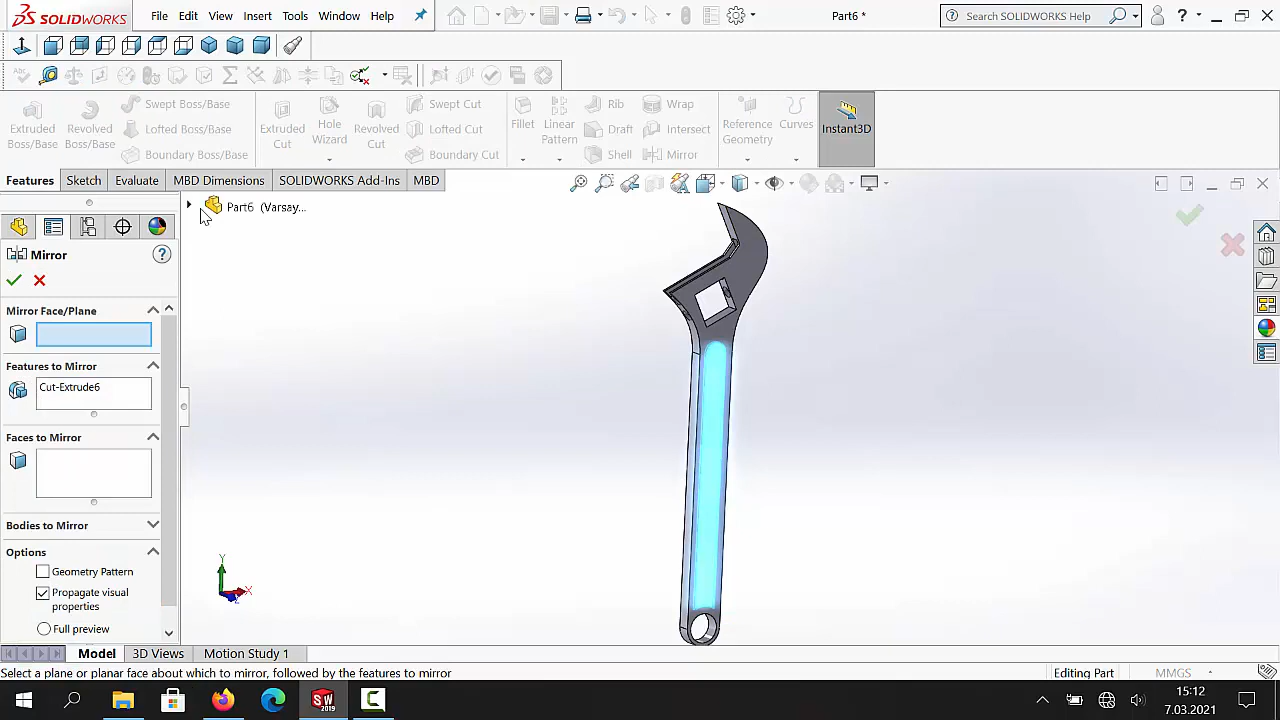 SOLIDWORKS File Edit View Insert Tools Window Help Part6 * Search SOLIDWORKS Help ?
Extruded Boss/Base
Revolved Boss/Base
Swept Boss/Base
Lofted Boss/Base
Boundary Boss/Base
Extruded Cut
Hole Wizard
Revolved Cut
Swept Cut
Lofted Cut
Boundary Cut
Fillet
Linear Pattern
Rib
Draft
Shell
Wrap
Intersect
Mirror
Reference Geometry
Curves
Instant3D
Features Sketch Evaluate MBD Dimensions SOLIDWORKS Add-Ins MBD
Part6 (Varsay...
Mirror ?
Mirror Face/Plane
Features to Mirror
Cut-Extrude6
Faces to Mirror
Bodies to Mirror
Options
Geometry Pattern
Propagate visual
properties
Full preview
Y
X
Z
Model 3D Views Motion Study 1
Select a plane or planar face about which to mirror, followed by the features to mirror Editing Part MMGS
SW
2019
15:12
7.03.2021